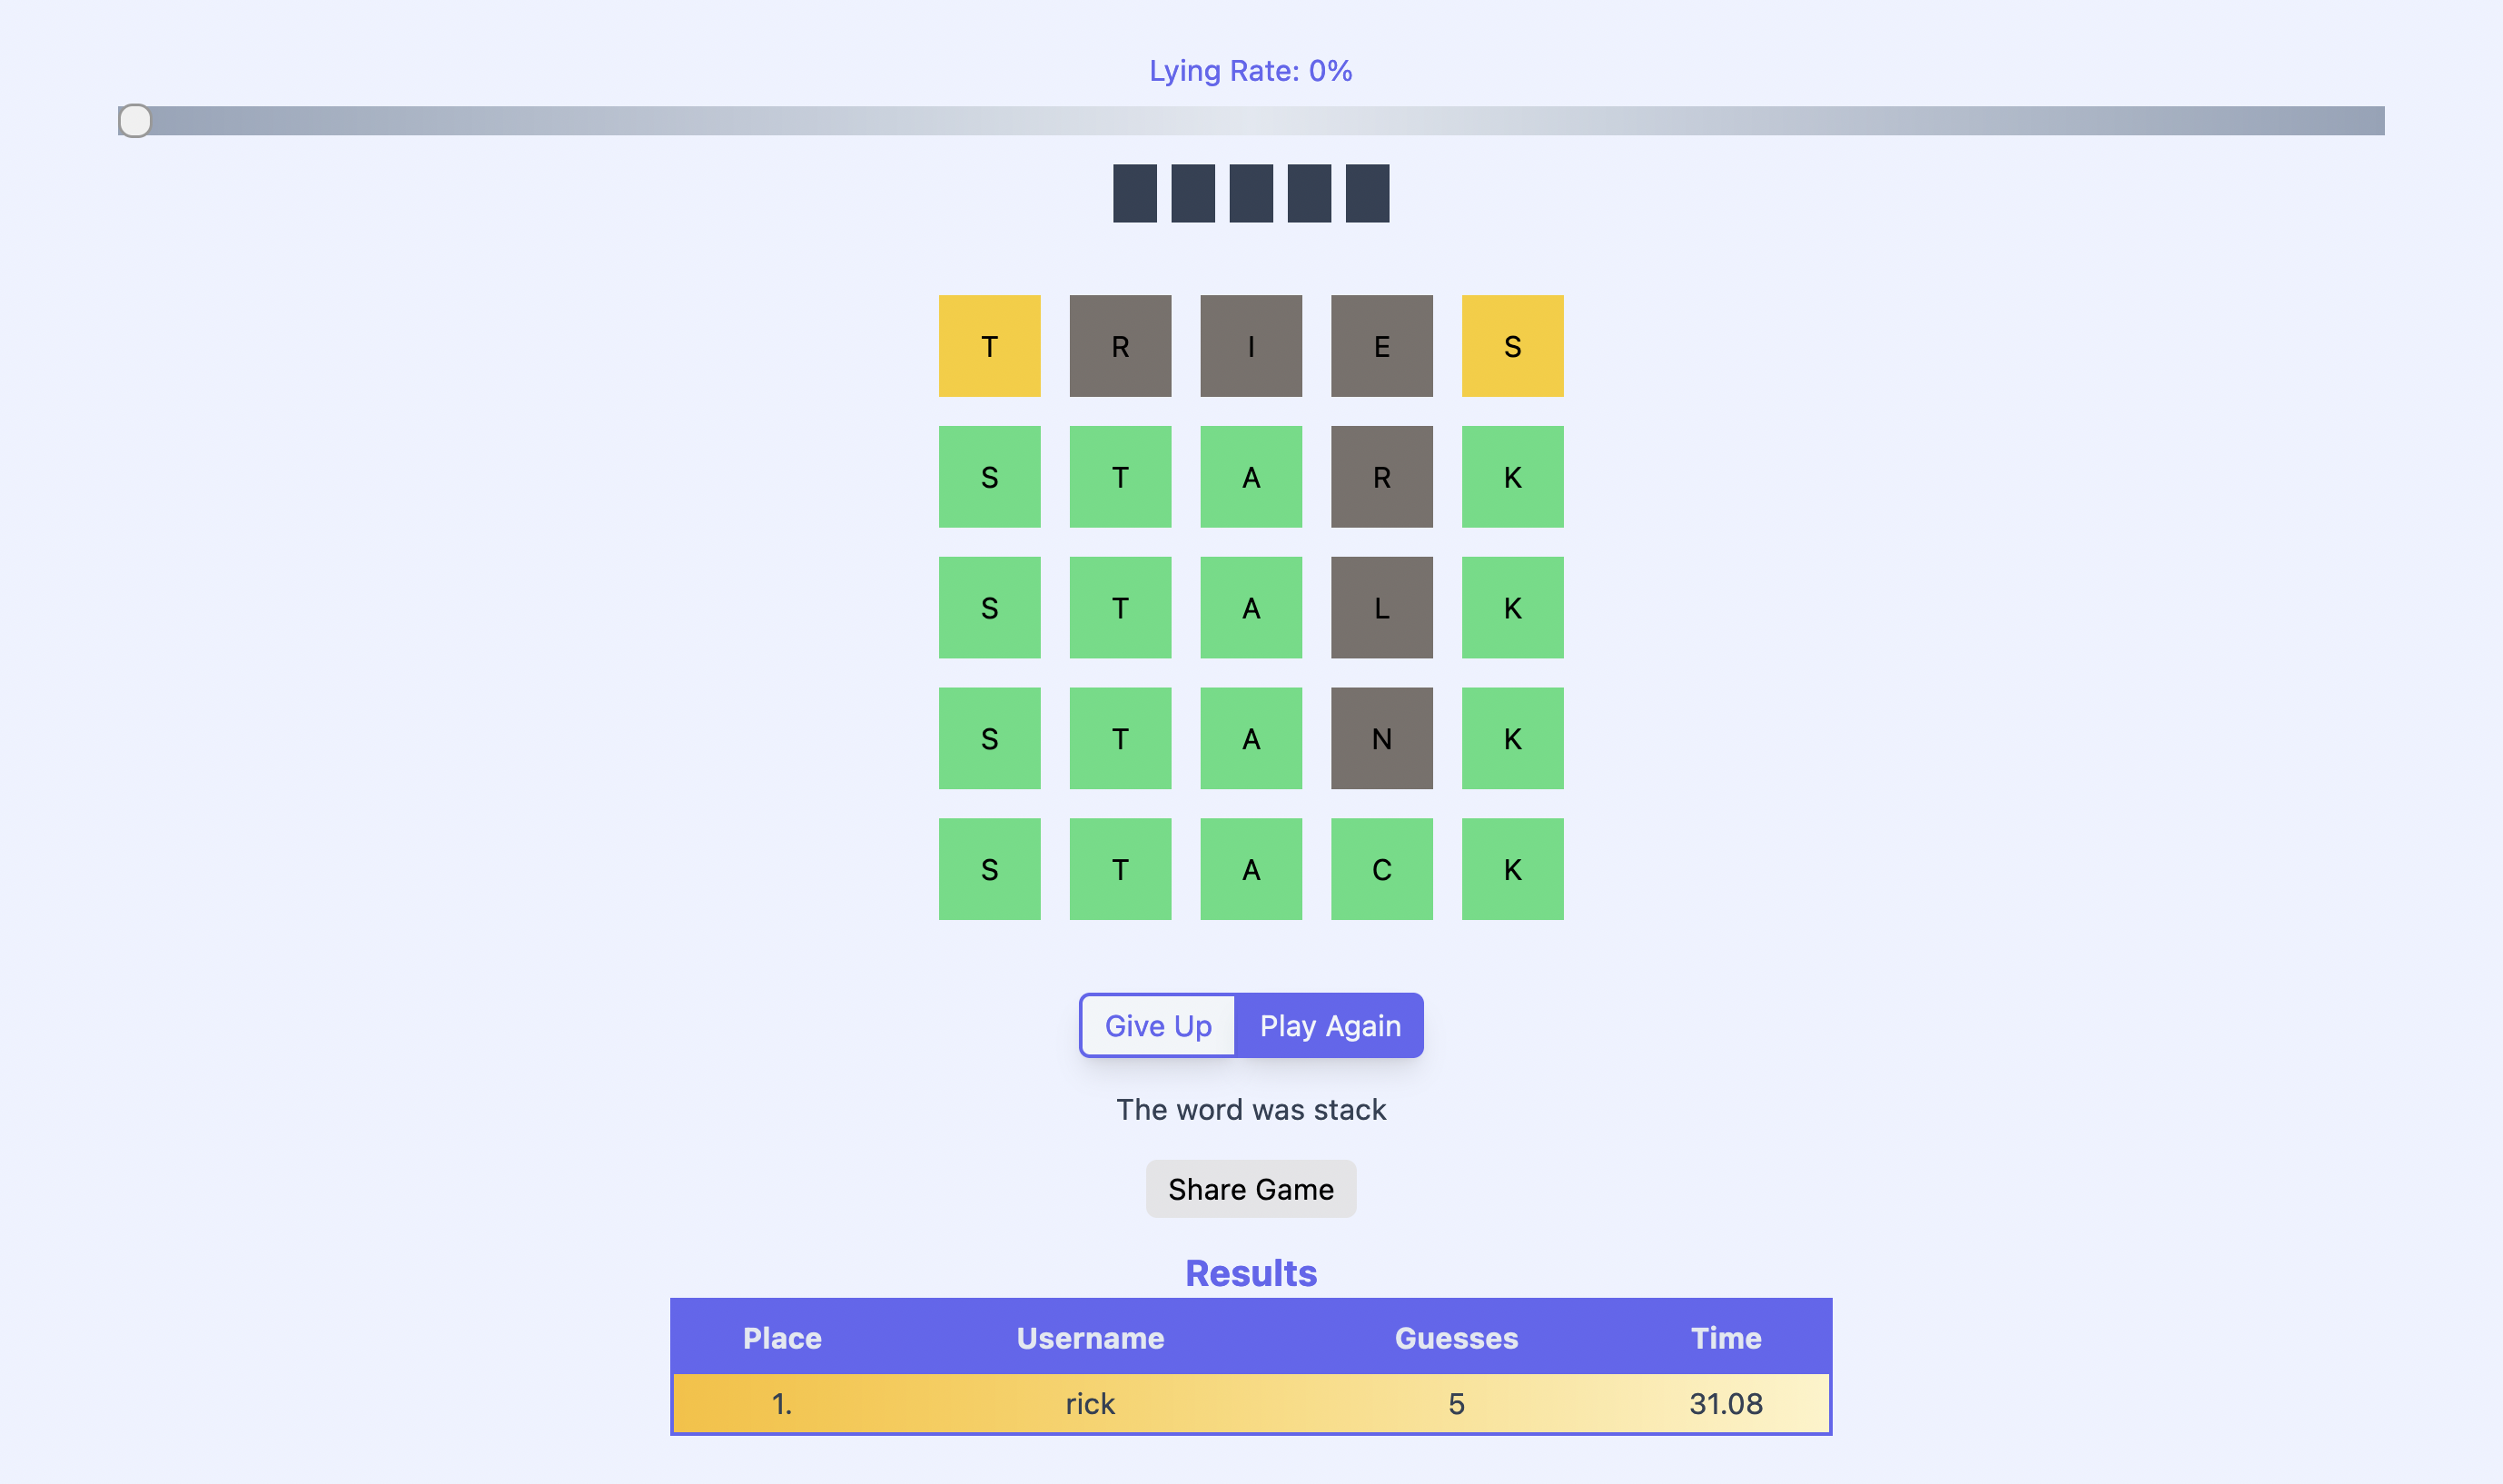 Lying Rate: 0%
T R I E S
S T A R K
S T A L K
S T A N K
S T A C K
Give Up Play Again
The word was stack
Share Game
Results
Place Username Guesses Time
1. rick 5 31.08